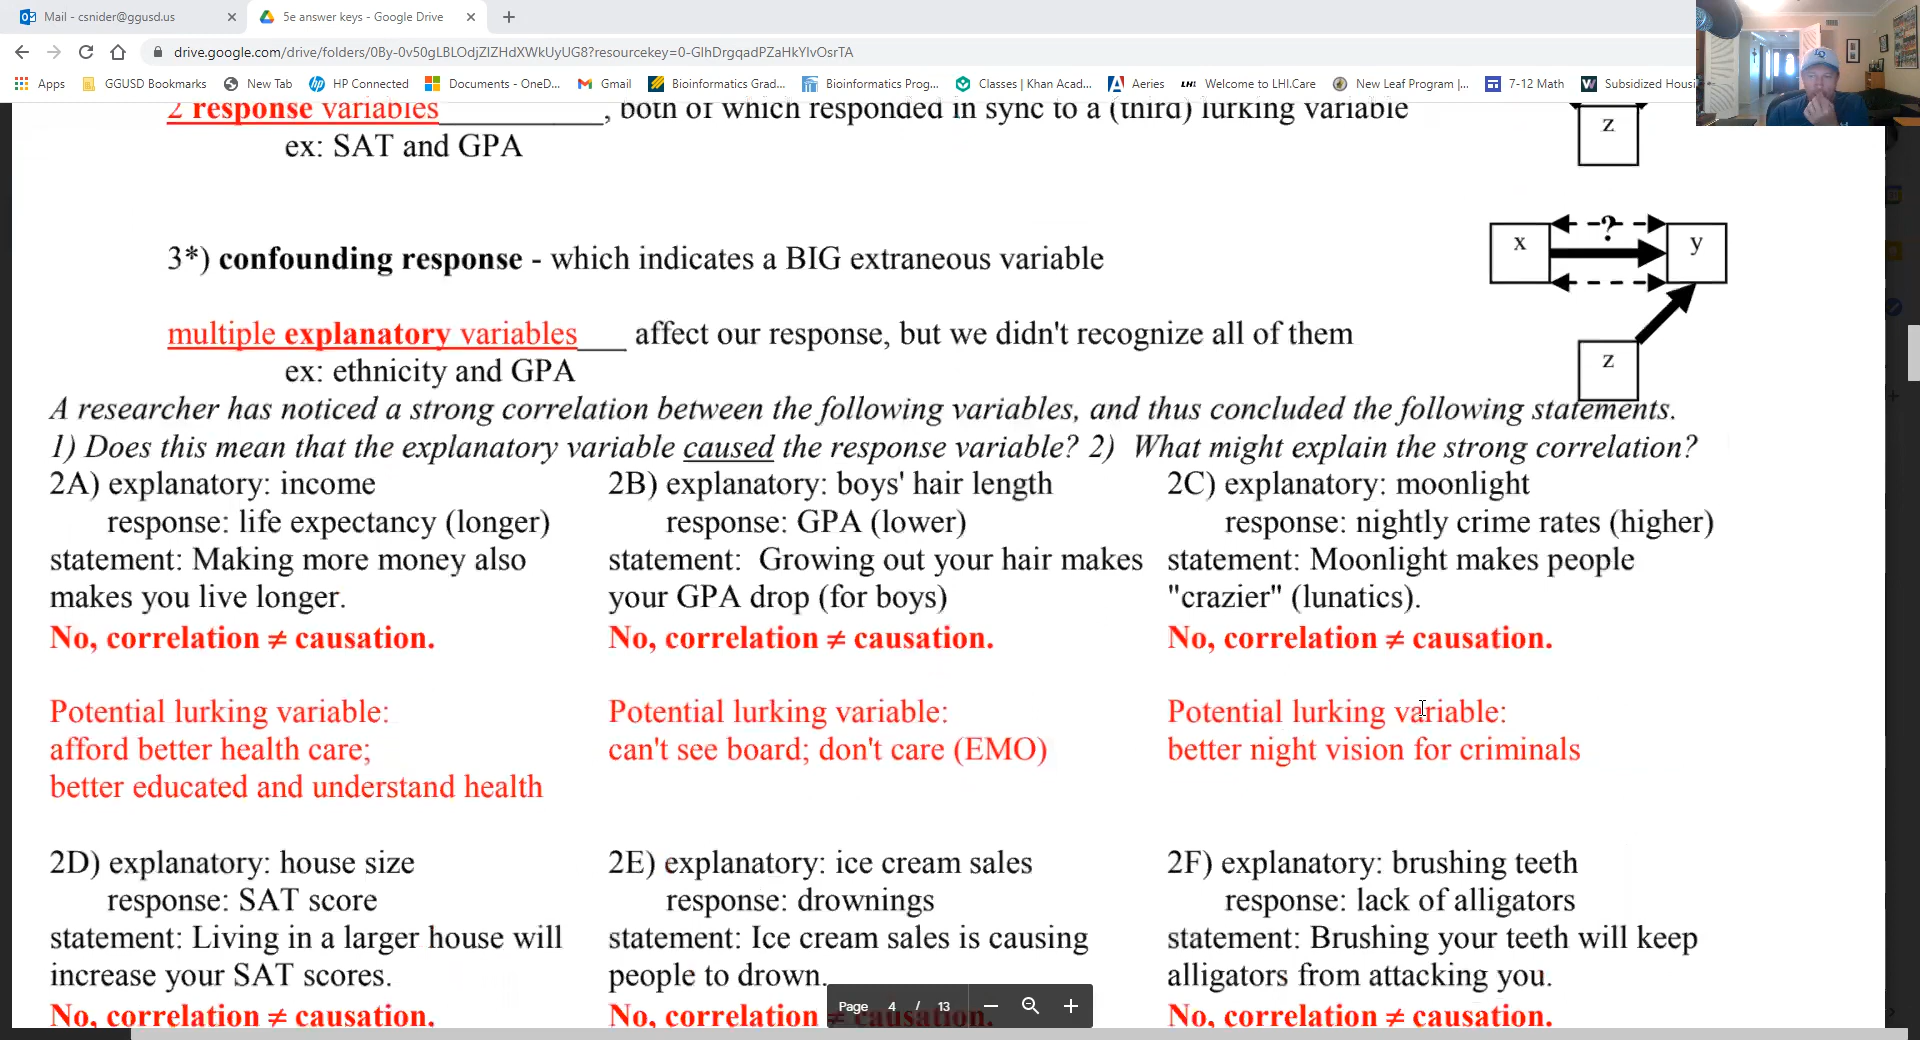 Mail - csnider@ggusd.us
5e answer keys - Google Drive
drive.google.com/drive/folders/0By-0v50gLBLOdjZIZHdXWkUyUG8?resourcekey=0-GlhDrgqadPZaHkYlvOsrTA
Apps GGUSD Bookmarks New Tab HP Connected Documents - OneD... Gmail Bioinformatics Grad... Bioinformatics Prog... Classes | Khan Acad... Aeries LHI. Welcome to LHI.Care New Leaf Program |... 7-12 Math Subsidized Housi
2 response variables__________, both of which responded in sync to a (third) lurking variable
z
ex: SAT and GPA
?
x
y
3*) confounding response - which indicates a BIG extraneous variable
multiple explanatory variables___ affect our response, but we didn't recognize all of them
z
ex: ethnicity and GPA
A researcher has noticed a strong correlation between the following variables, and thus concluded the following statements.
1) Does this mean that the explanatory variable caused the response variable? 2) What might explain the strong correlation?
2A) explanatory: income
response: life expectancy (longer)
statement: Making more money also
makes you live longer.
No, correlation ≠ causation.
Potential lurking variable:
afford better health care;
better educated and understand health
2B) explanatory: boys' hair length
response: GPA (lower)
statement: Growing out your hair makes
your GPA drop (for boys)
No, correlation ≠ causation.
Potential lurking variable:
can't see board; don't care (EMO)
2C) explanatory: moonlight
response: nightly crime rates (higher)
statement: Moonlight makes people
"crazier" (lunatics).
No, correlation ≠ causation.
Potential lurking variable:
better night vision for criminals
2D) explanatory: house size
response: SAT score
statement: Living in a larger house will
increase your SAT scores.
No, correlation ≠ causation.
2E) explanatory: ice cream sales
response: drownings
statement: Ice cream sales is causing
people to drown.
No, correlation ≠ causation.
2F) explanatory: brushing teeth
response: lack of alligators
statement: Brushing your teeth will keep
alligators from attacking you.
No, correlation ≠ causation.
Page 4 / 13